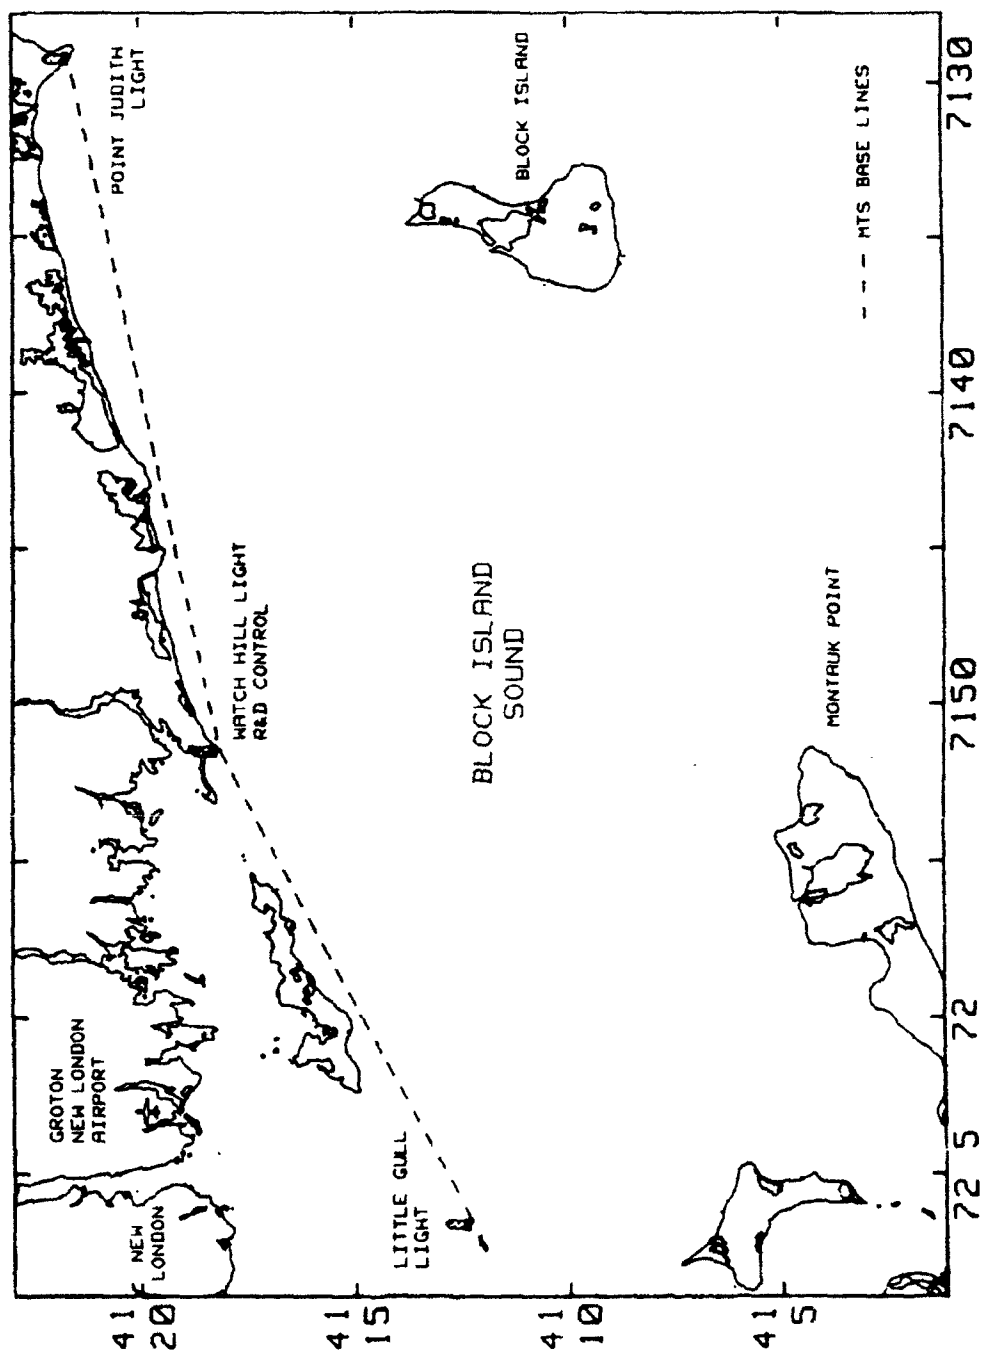 GROTON
NEW LONDON
AIRPORT
NEW
LONDON
POINT JUDITH
LIGHT
41
20
WATCH HILL LIGHT
R&D CONTROL
41
15
LITTLE GULL
LIGHT
BLOCK ISLAND
SOUND
BLOCK ISLAND
41
10
41
5
MONTAUK POINT
--- MTS BASE LINES
72 5
72
7150
7140
7130